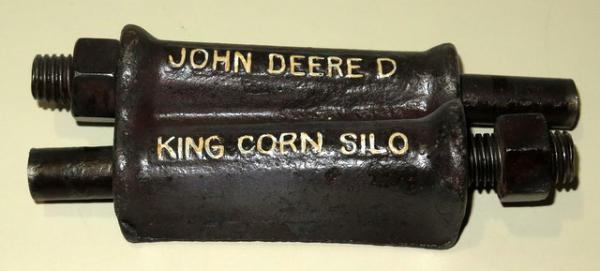 JOHN DEERE D
KING CORN SILO